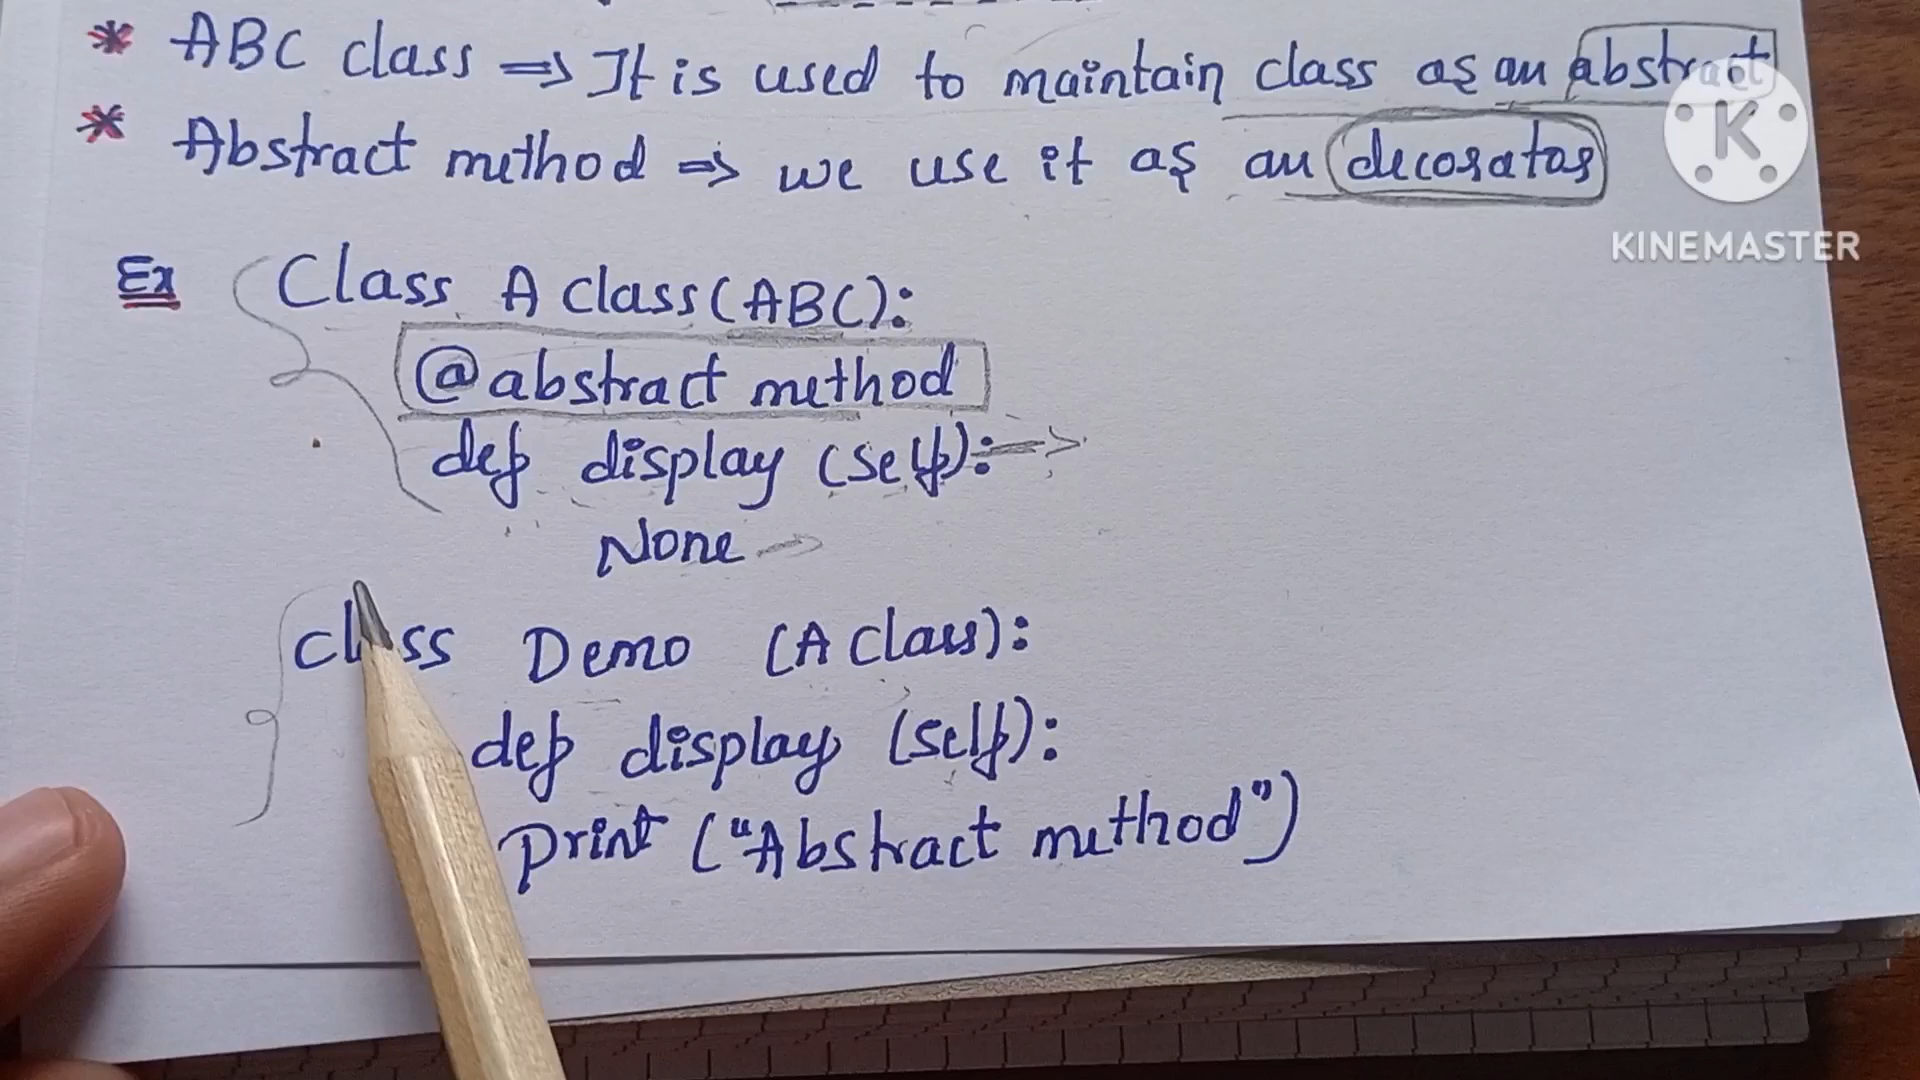 * ABC class => It is used to maintain class as an abstract
* Abstract method => we use it as an decorator
Ex Class A class(ABC):
@abstract method
def display (self):
None
class Demo (A class):
def display (self):
print ("Abstract method")
K
KINEMASTER